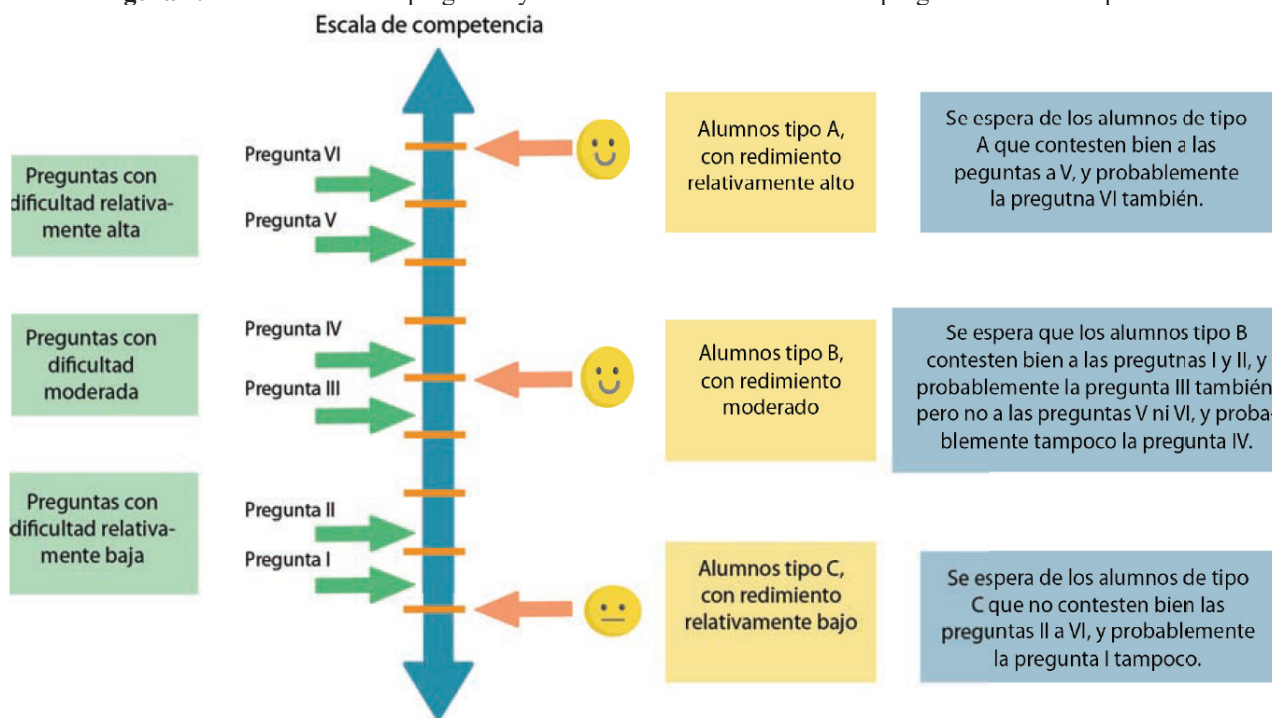 Escala de competencia
Preguntas con
dificultad relativa-
mente alta
Pregunta VI
Pregunta V
Alumnos tipo A,
con redimiento
relativamente alto
Se espera de los alumnos de tipo
A que contesten bien a las
peguntas a V, y probablemente
la pregutna VI también.
Preguntas con
dificultad
moderada
Pregunta IV
Pregunta III
Alumnos tipo B,
con redimiento
moderado
Se espera que los alumnos tipo B
contesten bien a las pregutnas I y II, y
probablemente la pregunta III también
pero no a las preguntas V ni VI, y proba-
blemente tampoco la pregunta IV.
Preguntas con
dificultad relativa-
mente baja
Pregunta II
Pregunta I
Alumnos tipo C,
con redimiento
relativamente bajo
Se espera de los alumnos de tipo
C que no contesten bien las
preguntas II a VI, y probablemente
la pregunta I tampoco.